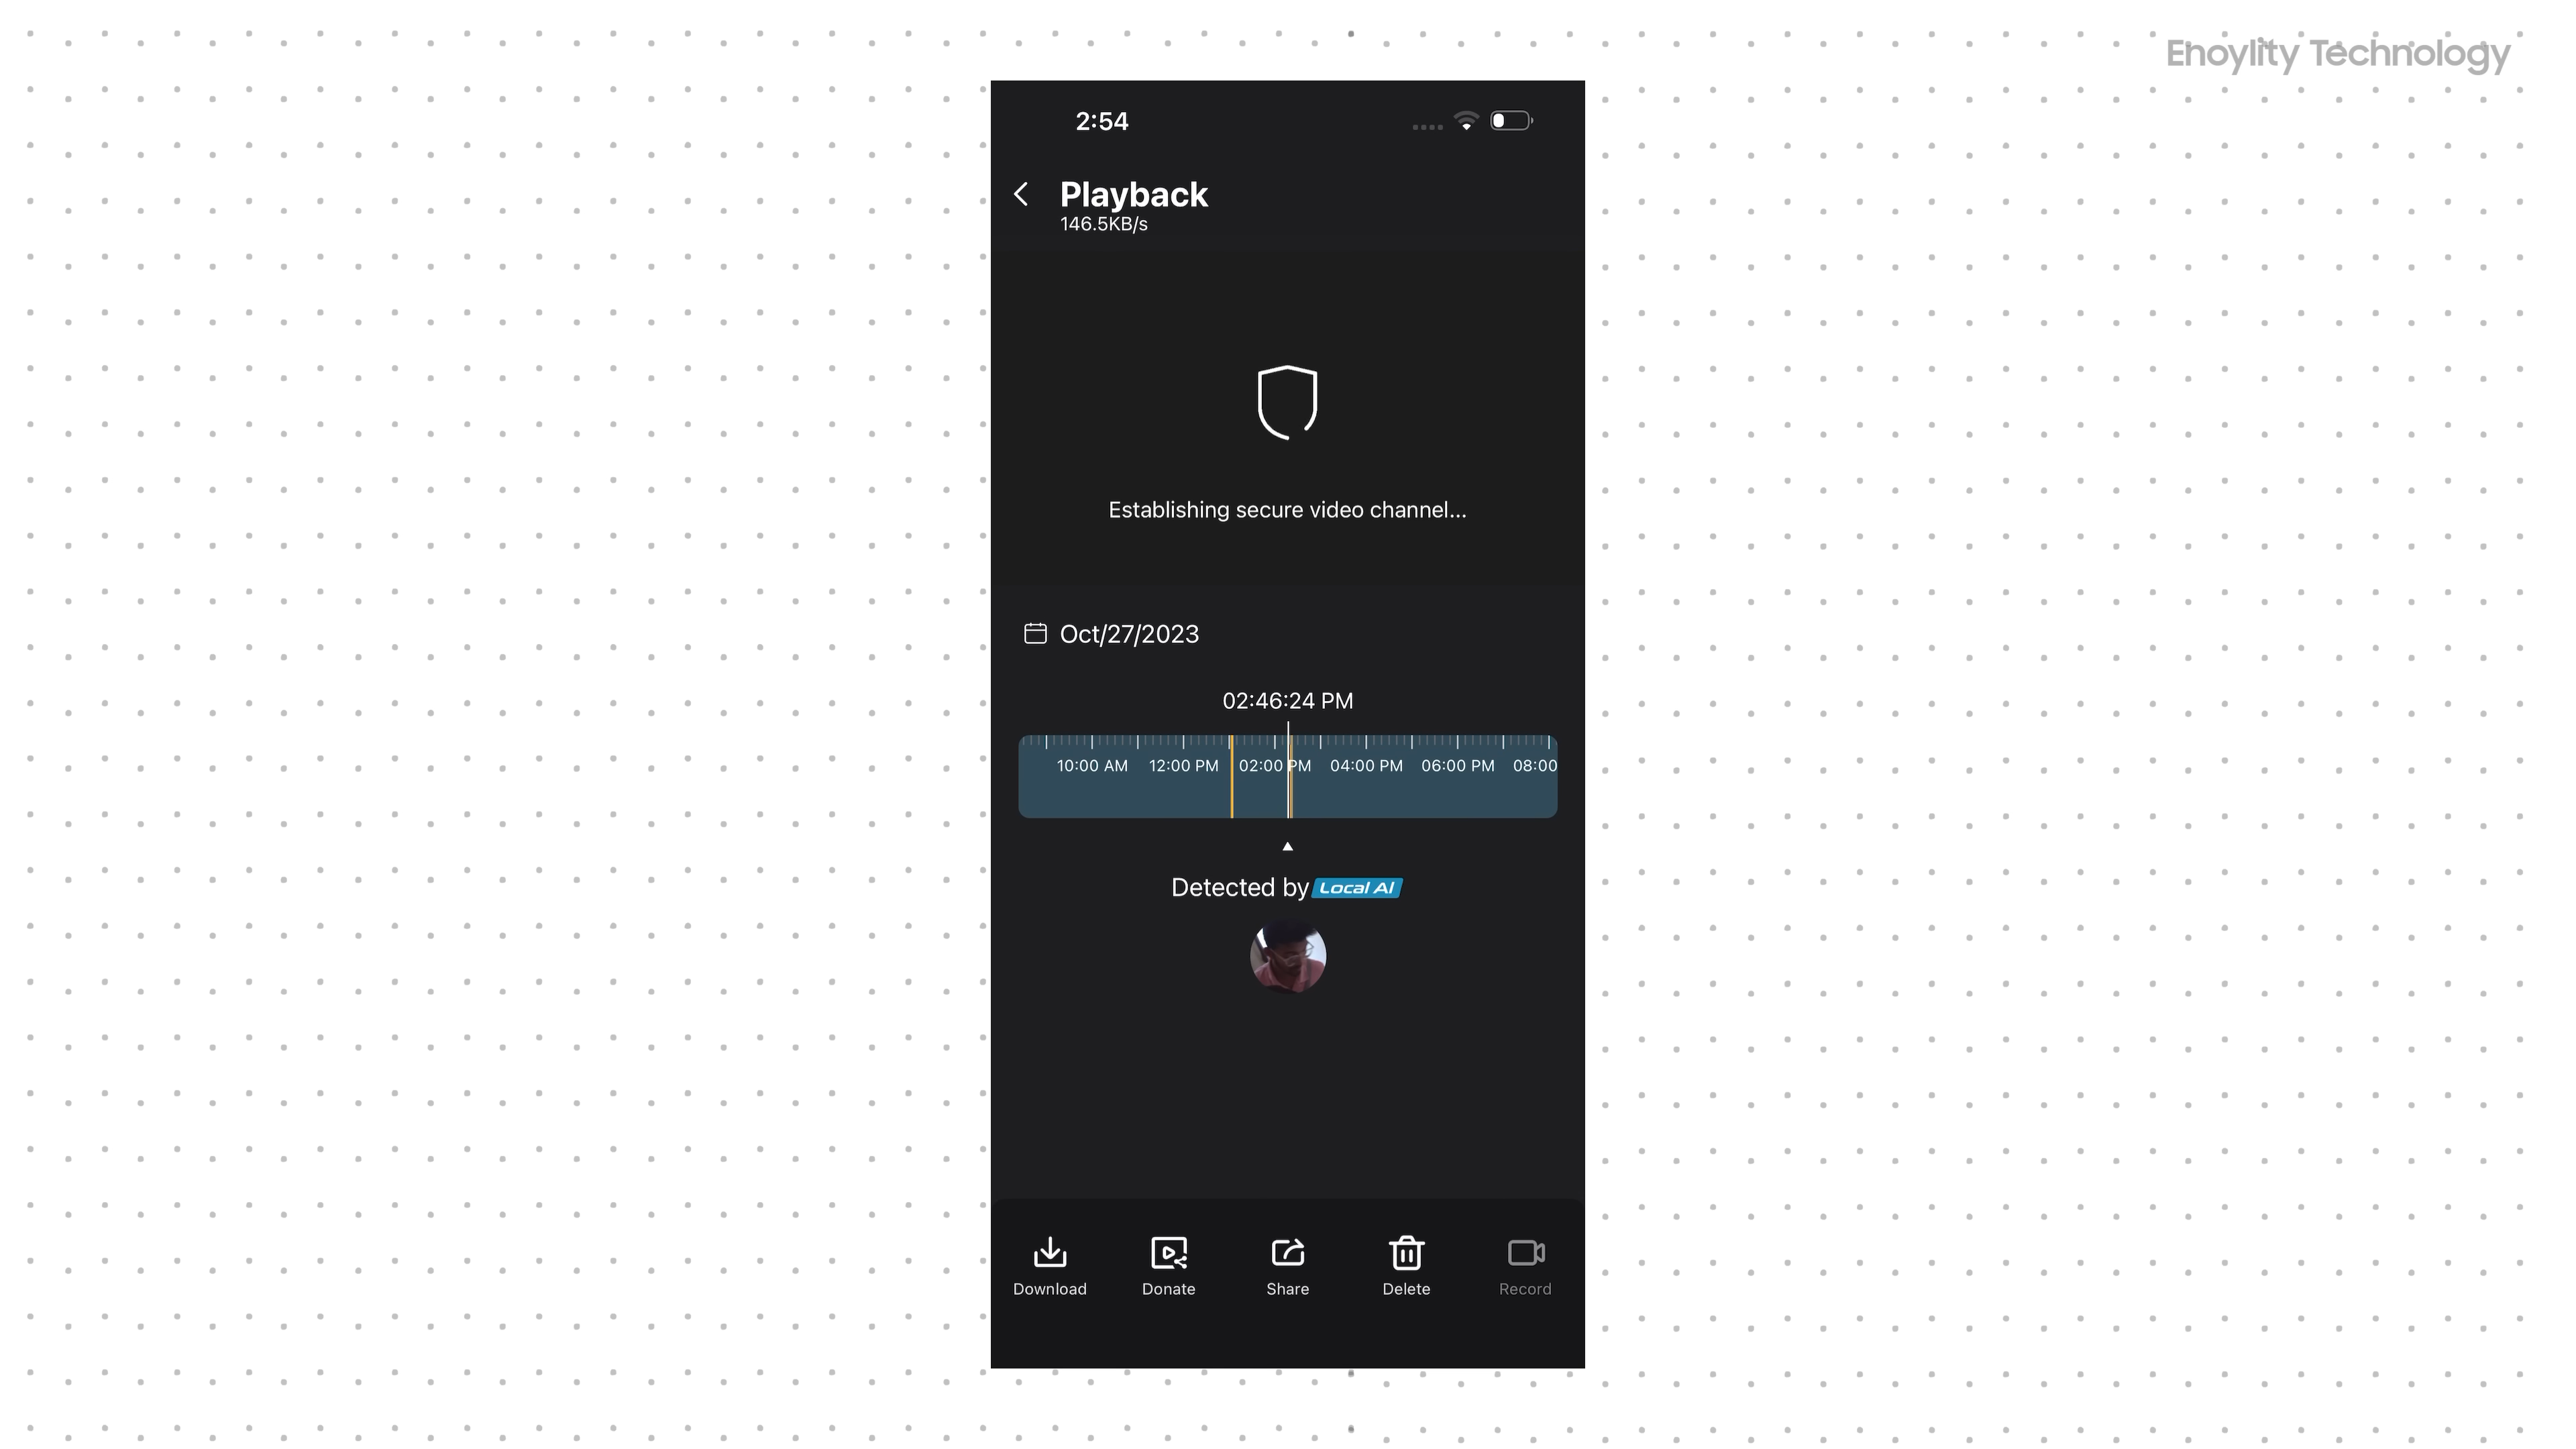 Enoylity Technology
2:54
Playback
146.5KB/s
Establishing secure video channel...
Oct/27/2023
02:46:24 PM
10:00 AM 12:00 PM 02:00 PM 04:00 PM 06:00 PM 08:00
Detected by Local AI
Download Donate Share Delete Record